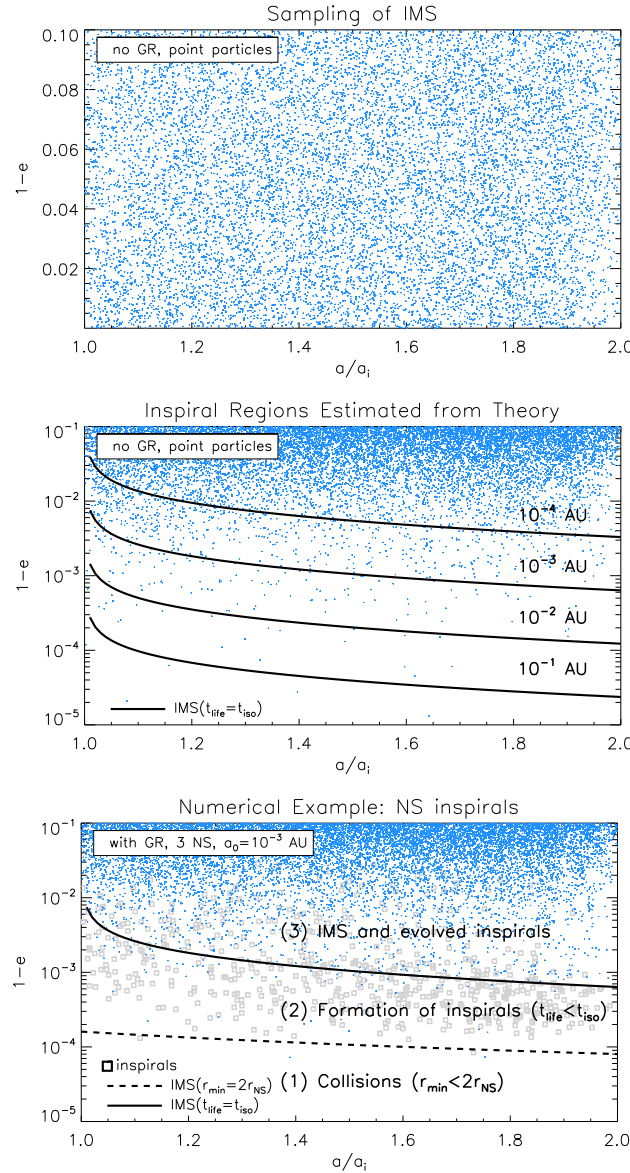 Sampling of IMS
no GR, point particles
0.10
0.08
0.06
0.04
0.02
1-e
1.0 1.2 1.4 1.6 1.8 2.0
a/a_i
Inspiral Regions Estimated from Theory
no GR, point particles
10^-1
10^-2
10^-3
10^-4
10^-5
1-e
10^-4 AU
10^-3 AU
10^-2 AU
10^-1 AU
IMS(t_life=t_iso)
1.0 1.2 1.4 1.6 1.8 2.0
a/a_i
Numerical Example: NS inspirals
with GR, 3 NS, a_0=10^-3 AU
10^-1
10^-2
10^-3
10^-4
10^-5
1-e
(3) IMS and evolved inspirals
(2) Formation of inspirals (t_life<t_iso)
(1) Collisions (r_min<2r_NS)
inspirals
IMS(r_min=2r_NS)
IMS(t_life=t_iso)
1.0 1.2 1.4 1.6 1.8 2.0
a/a_i